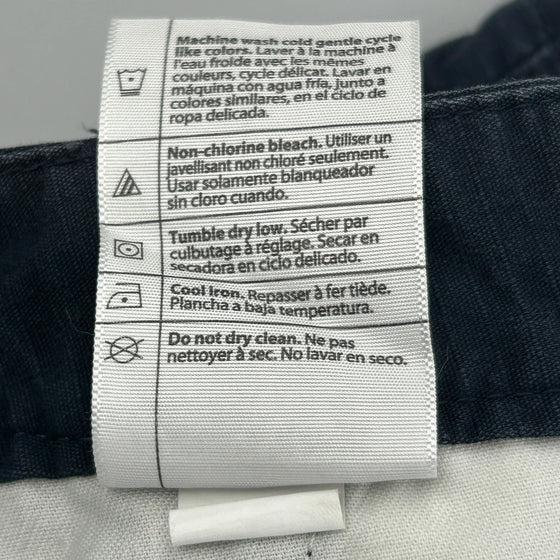 Machine wash cold gentle cycle
like colors. Laver à la machine à
l'eau froide avec les mêmes
couleurs, cycle délicat. Lavar en
máquina con agua fría, junto a
colores similares, en el ciclo de
ropa delicada.
Non-chlorine bleach. Utiliser un
javellisant non chloré seulement.
Usar solamente blanqueador
sin cloro cuando.
Tumble dry low. Sécher par
culbutage à réglage. Secar en
secadora en ciclo delicado.
Cool iron. Repasser à fer tiède.
Plancha a baja temperatura.
Do not dry clean. Ne pas
nettoyer à sec. No lavar en seco.